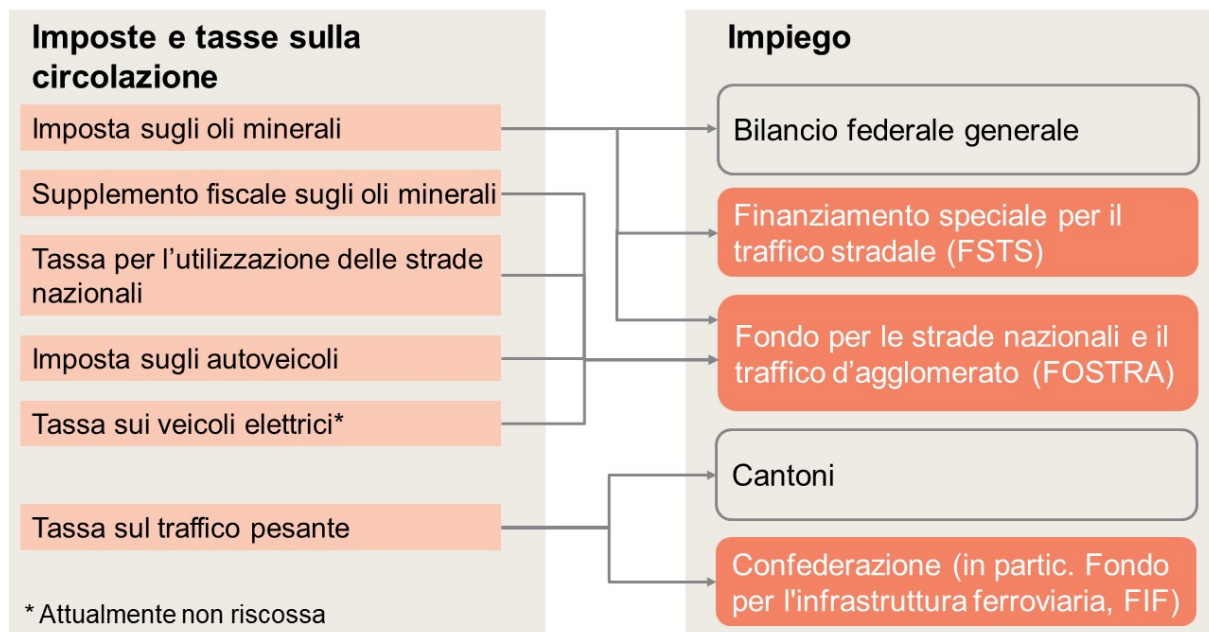 Imposte e tasse sulla
circolazione
Imposta sugli oli minerali
Supplemento fiscale sugli oli minerali
Tassa per l’utilizzazione delle strade
nazionali
Imposta sugli autoveicoli
Tassa sui veicoli elettrici*
Tassa sul traffico pesante
* Attualmente non riscossa
Impiego
Bilancio federale generale
Finanziamento speciale per il
traffico stradale (FSTS)
Fondo per le strade nazionali e il
traffico d’agglomerato (FOSTRA)
Cantoni
Confederazione (in partic. Fondo
per l'infrastruttura ferroviaria, FIF)